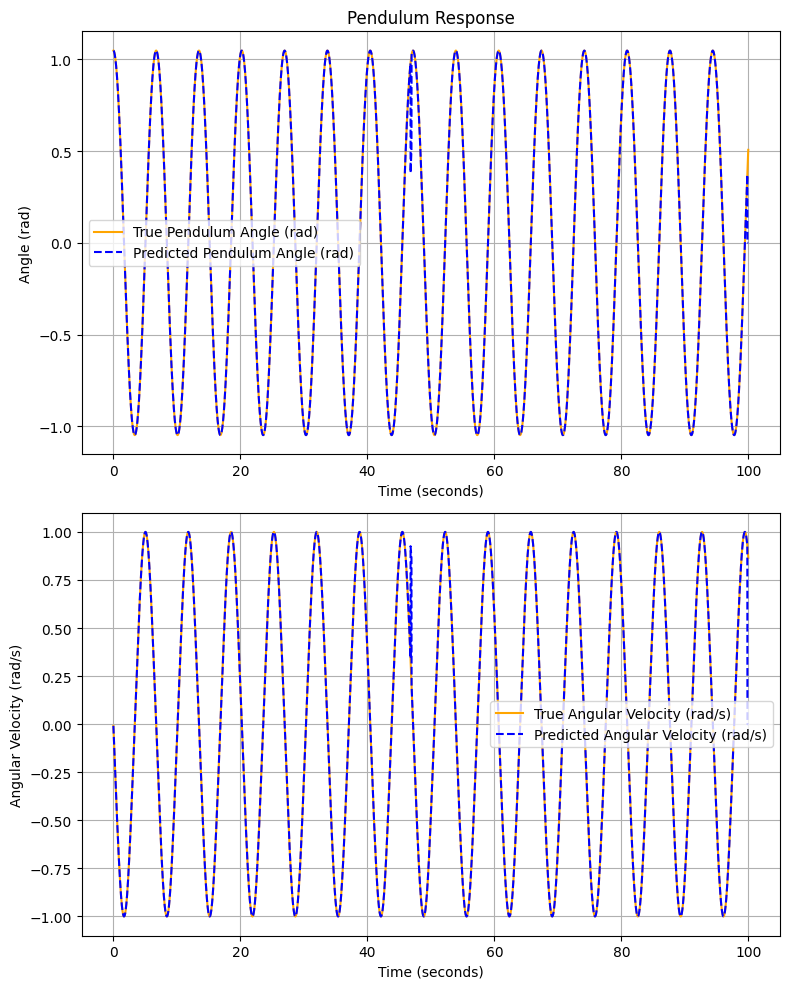 Pendulum Response
1.0
0.5
0.0
−0.5
−1.0
Angle (rad)
True Pendulum Angle (rad)
Predicted Pendulum Angle (rad)
0 20 40 60 80 100
Time (seconds)
1.00
0.75
0.50
0.25
0.00
−0.25
−0.50
−0.75
−1.00
Angular Velocity (rad/s)
True Angular Velocity (rad/s)
Predicted Angular Velocity (rad/s)
0 20 40 60 80 100
Time (seconds)